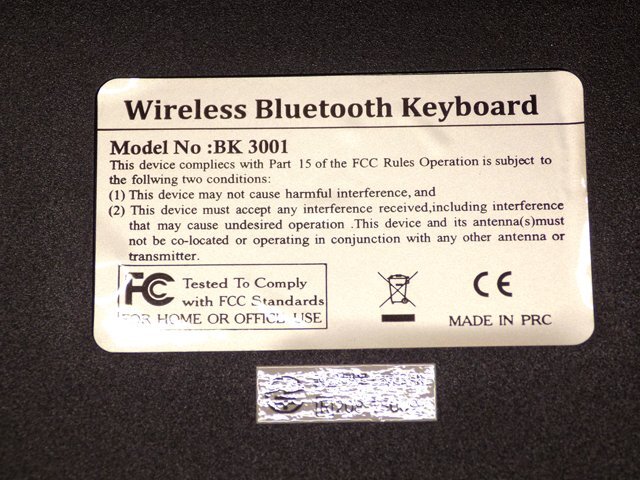 Wireless Bluetooth Keyboard
Model No :BK 3001
This device compliecs with Part 15 of the FCC Rules Operation is subject to
the follwing two conditions:
(1) This device may not cause harmful interference, and
(2) This device must accept any interference received,including interference
that may cause undesired operation .This device and its antenna(s)must
not be co-located or operating in conjunction with any other antenna or
transmitter.
FC Tested To Comply
with FCC Standards
FOR HOME OR OFFICE USE
CE
MADE IN PRC